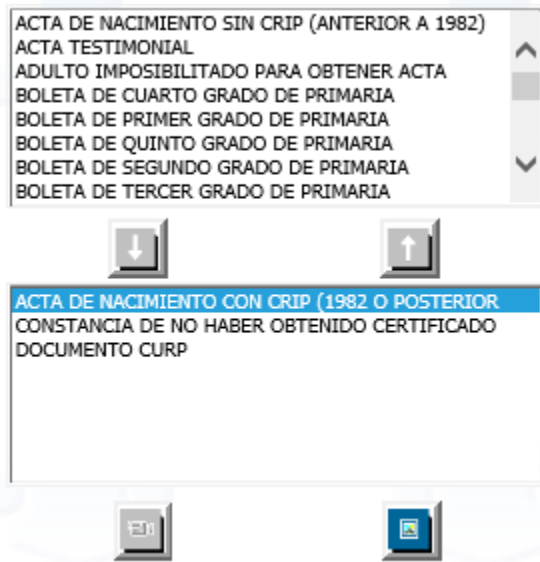 ACTA DE NACIMIENTO SIN CRIP (ANTERIOR A 1982)
ACTA TESTIMONIAL
ADULTO IMPOSIBILITADO PARA OBTENER ACTA
BOLETA DE CUARTO GRADO DE PRIMARIA
BOLETA DE PRIMER GRADO DE PRIMARIA
BOLETA DE QUINTO GRADO DE PRIMARIA
BOLETA DE SEGUNDO GRADO DE PRIMARIA
BOLETA DE TERCER GRADO DE PRIMARIA
ACTA DE NACIMIENTO CON CRIP (1982 O POSTERIOR
CONSTANCIA DE NO HABER OBTENIDO CERTIFICADO
DOCUMENTO CURP